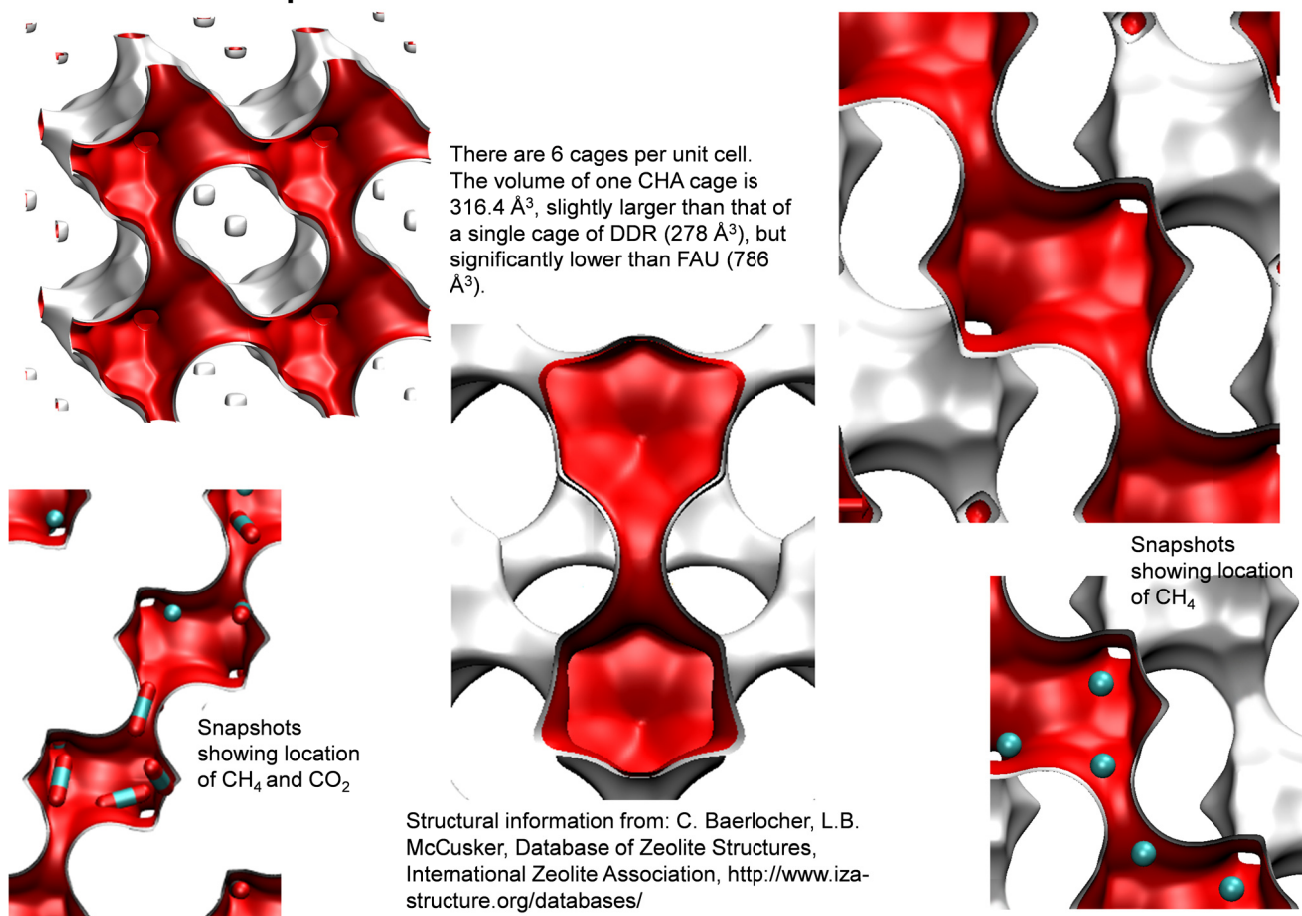 There are 6 cages per unit cell.
The volume of one CHA cage is
316.4 Å³, slightly larger than that of
a single cage of DDR (278 Å³), but
significantly lower than FAU (786
Å³).
Snapshots
showing location
of CH₄
Snapshots
showing location
of CH₄ and CO₂
Structural information from: C. Baerlocher, L.B.
McCusker, Database of Zeolite Structures,
International Zeolite Association, http://www.iza-
structure.org/databases/